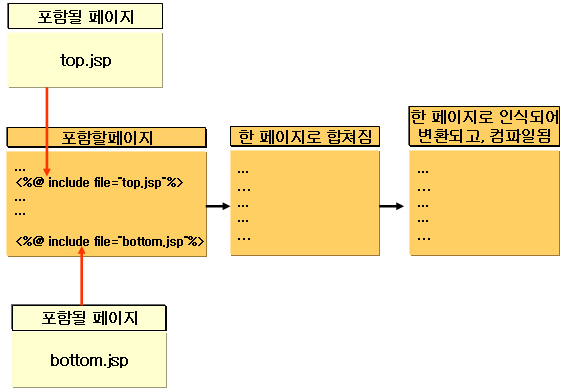 포함될 페이지
top.jsp
포함할페이지
...
<%@ include file="top.jsp"%>
...
...
<%@ include file="bottom.jsp"%>
한 페이지로 합쳐짐
...
...
...
...
...
한 페이지로 인식되어
변환되고, 컴파일됨
...
...
...
...
...
포함될 페이지
bottom.jsp